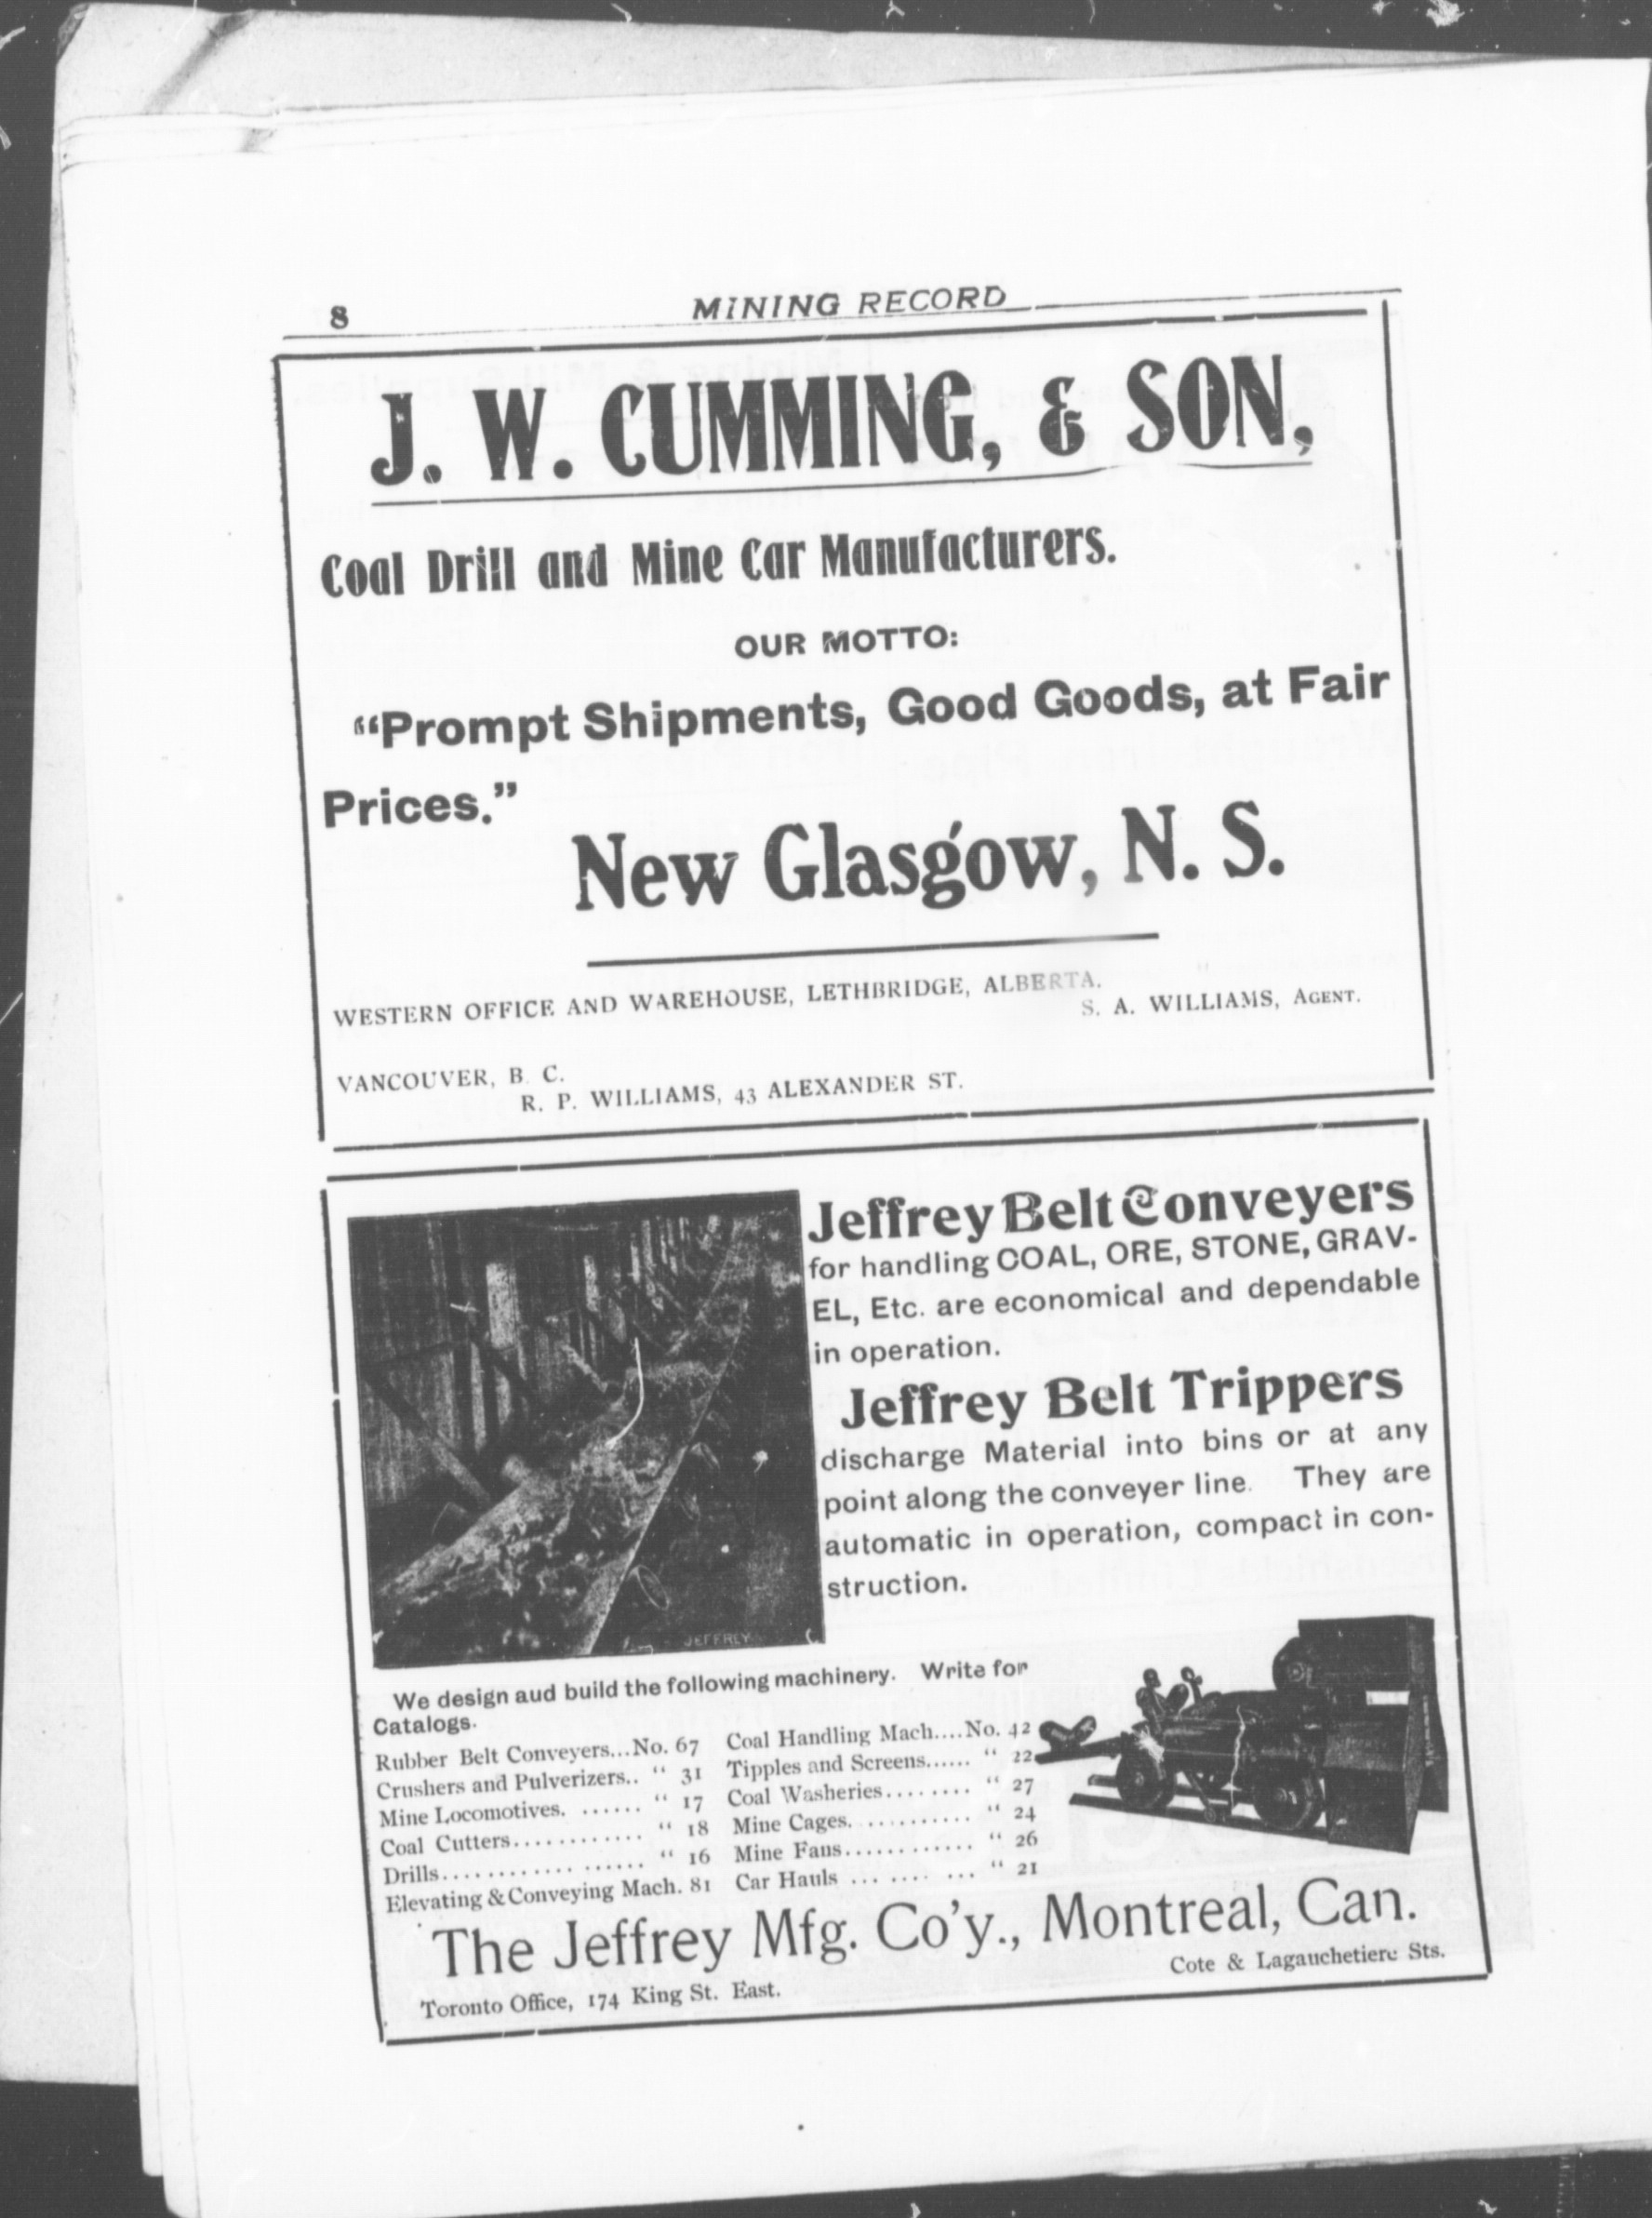 8
MINING RECORD
J. W. CUMMING, & SON,
Coal Drill and Mine Car Manufacturers.
OUR MOTTO:
“Prompt Shipments, Good Goods, at Fair
Prices.”
New Glasgow, N. S.
WESTERN OFFICE AND WAREHOUSE, LETHBRIDGE, ALBERTA.
S. A. WILLIAMS, AGENT.
VANCOUVER, B. C.
R. P. WILLIAMS, 43 ALEXANDER ST.
Jeffrey Belt Conveyers
for handling COAL, ORE, STONE, GRAV-
EL, Etc. are economical and dependable
in operation.
Jeffrey Belt Trippers
discharge Material into bins or at any
point along the conveyer line. They are
automatic in operation, compact in con-
struction.
JEFFREY
We design aud build the following machinery. Write for
Catalogs.
Rubber Belt Conveyers...No. 67
Crushers and Pulverizers.. “ 31
Mine Locomotives. ...... “ 17
Coal Cutters............ “ 18
Drills............ ...... “ 16
Elevating & Conveying Mach. 81
Coal Handling Mach....No. 42
Tipples and Screens...... “ 22
Coal Washeries........ “ 27
Mine Cages. .......... “ 24
Mine Fans............ “ 26
Car Hauls ... .... ... “ 21
The Jeffrey Mfg. Co’y., Montreal, Can.
Cote & Lagauchetiere Sts.
Toronto Office, 174 King St. East.